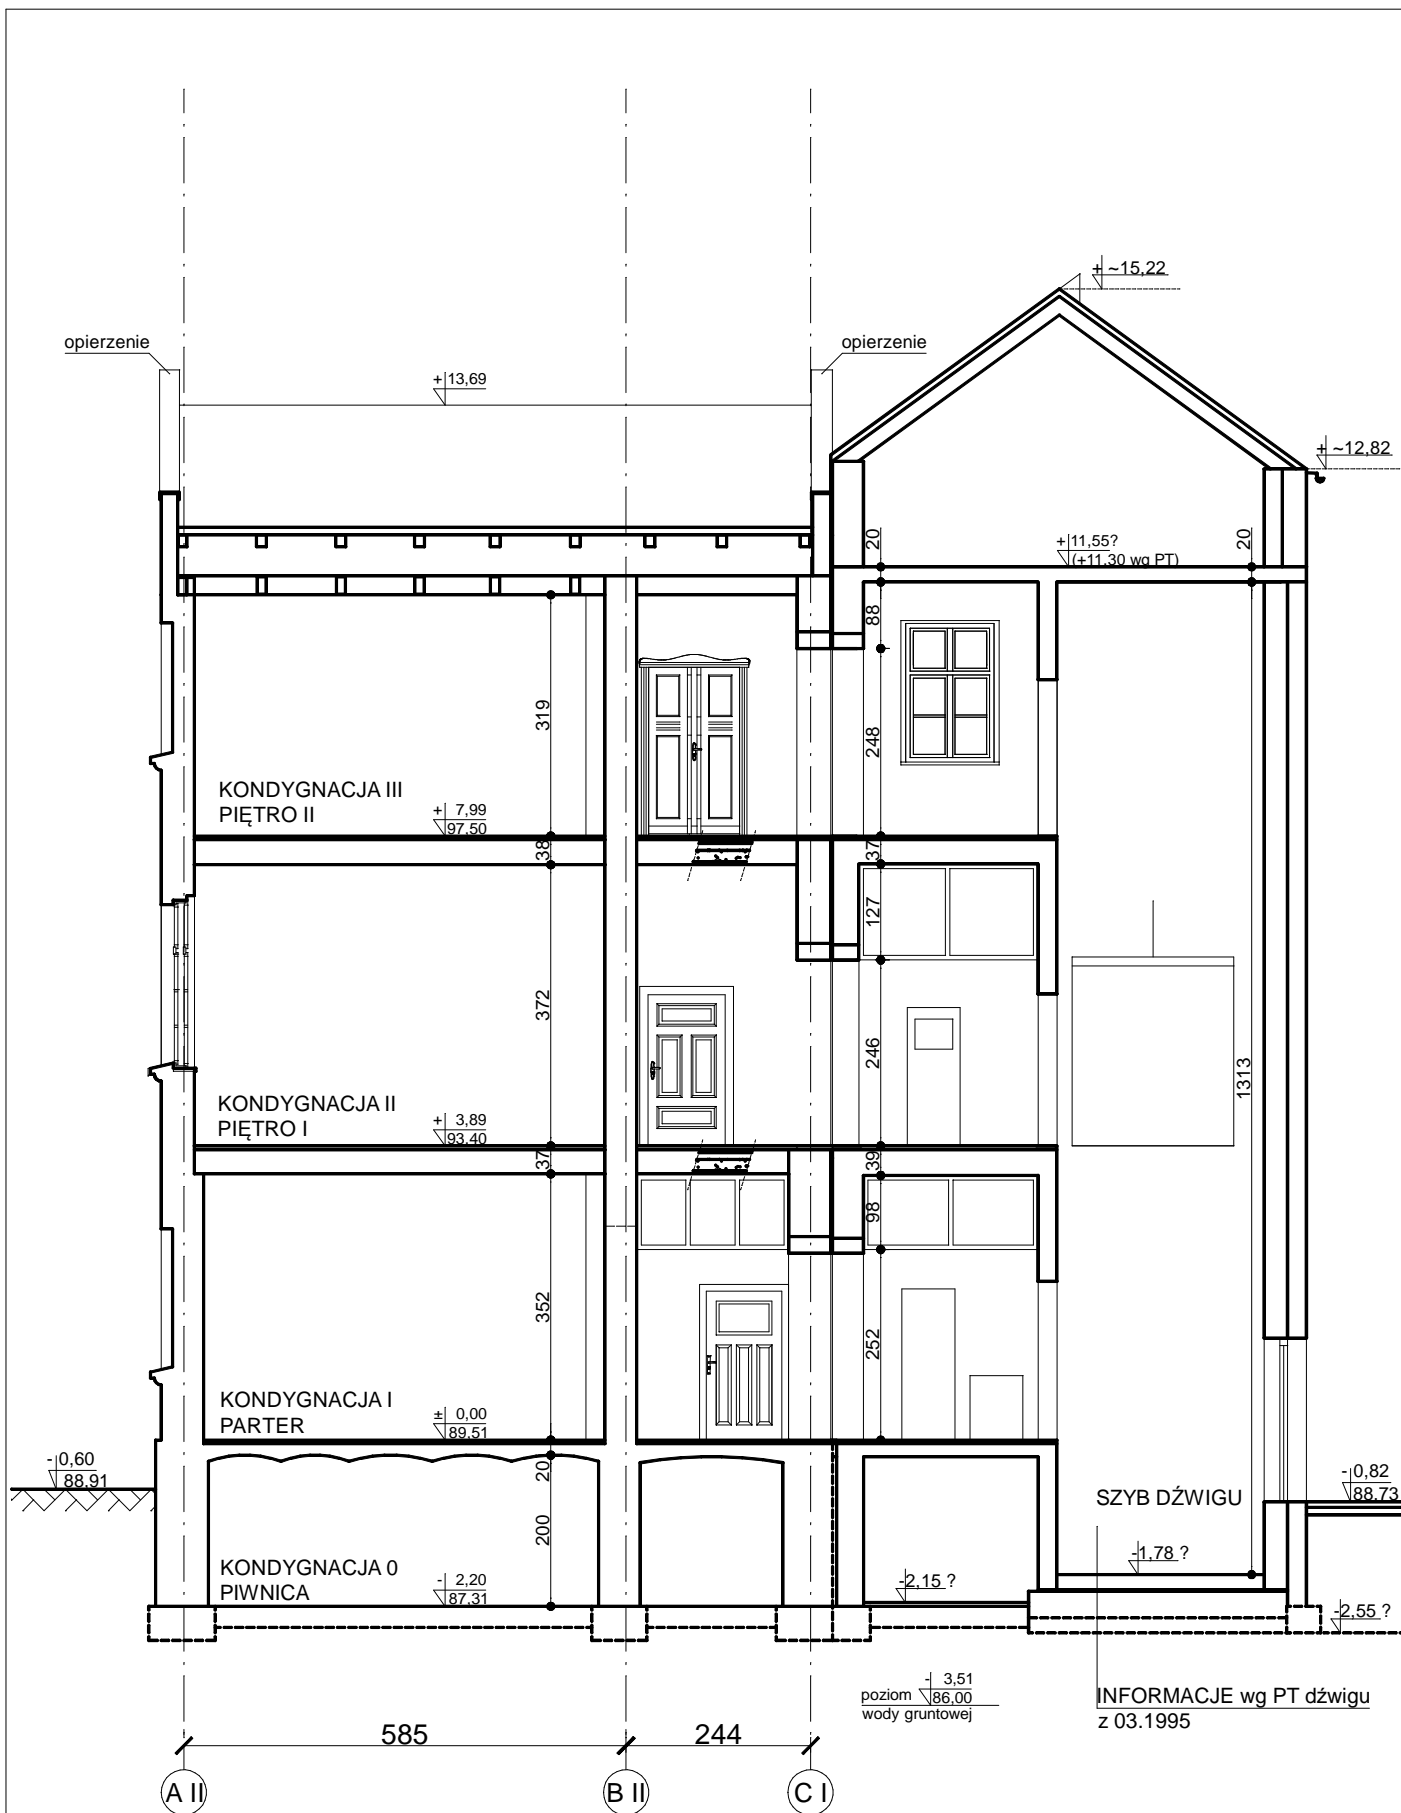 + ~15,22
opierzenie
opierzenie
+ 13,69
+ ~12,82
20
+ 11,55?
(+11,30 wg PT)
20
88
319
248
KONDYGNACJA III
PIĘTRO II
+ 7,99
97,50
38
37
127
372
246
1313
KONDYGNACJA II
PIĘTRO I
+ 3,89
93,40
37
39
98
352
252
KONDYGNACJA I
PARTER
± 0,00
89,51
- 0,60
88,91
20
- 0,82
88,73
SZYB DŹWIGU
200
-1,78 ?
KONDYGNACJA 0
PIWNICA
- 2,20
87,31
-2,15 ?
-2,55 ?
- 3,51
poziom 86,00
wody gruntowej
INFORMACJE wg PT dźwigu
z 03.1995
585
244
A II
B II
C I